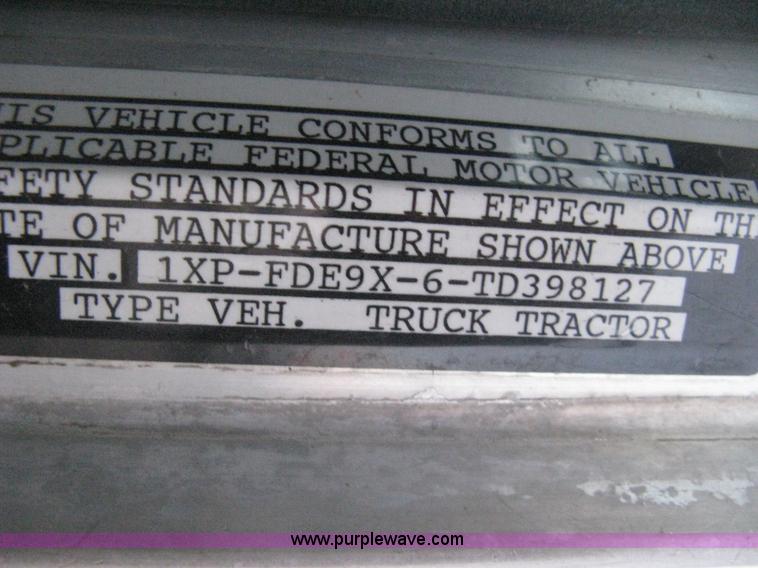 HIS VEHICLE CONFORMS TO ALL
PLICABLE FEDERAL MOTOR VEHICLE
FETY STANDARDS IN EFFECT ON TH
TE OF MANUFACTURE SHOWN ABOVE
VIN. 1XP-FDE9X-6-TD398127
TYPE VEH. TRUCK TRACTOR
www.purplewave.com